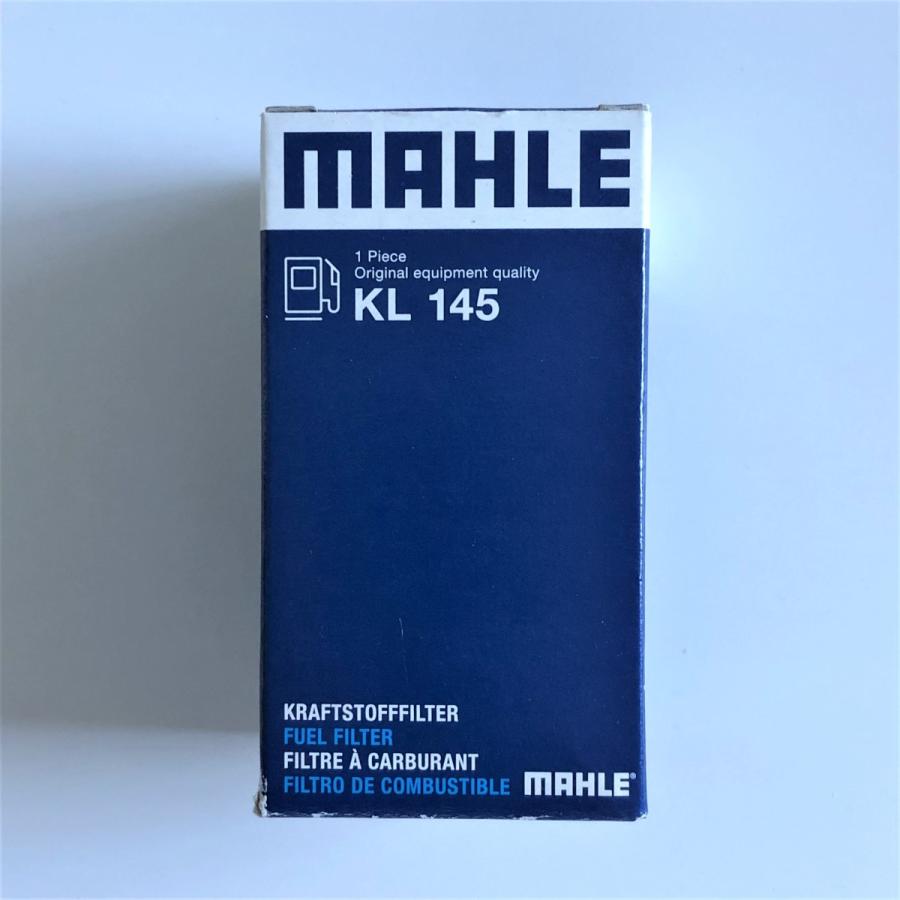 MAHLE
1 Piece
Original equipment quality
KL 145
KRAFTSTOFFFILTER
FUEL FILTER
FILTRE À CARBURANT
FILTRO DE COMBUSTIBLE
MAHLE®